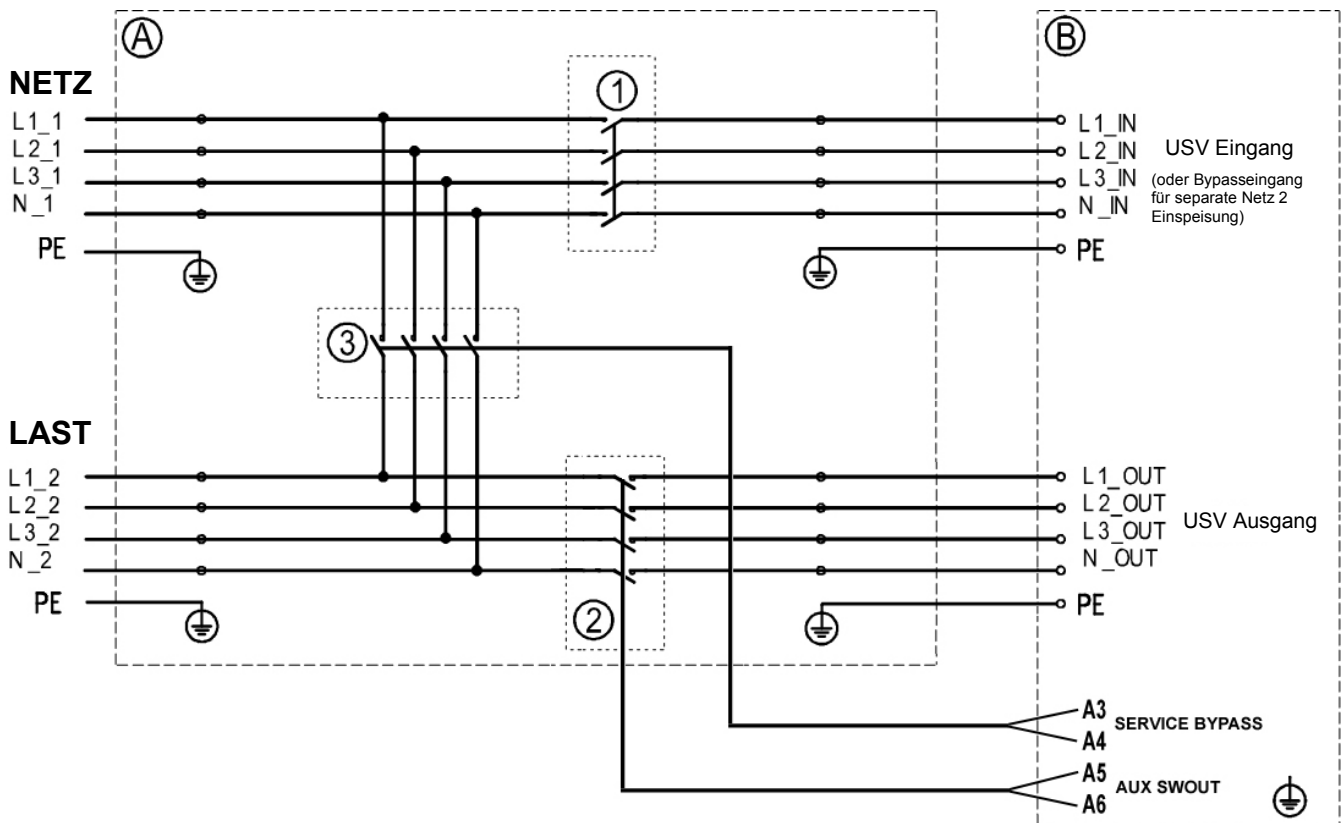 A
B
NETZ
1
L1_1
L1_IN
L2_1
L2_IN
USV Eingang
L3_1
L3_IN
(oder Bypasseingang
für separate Netz 2
Einspeisung)
N_1
N_IN
PE
PE
3
LAST
L1_2
L1_OUT
L2_2
L2_OUT
USV Ausgang
L3_2
L3_OUT
N_2
N_OUT
PE
2
PE
A3
SERVICE BYPASS
A4
A5
AUX SWOUT
A6